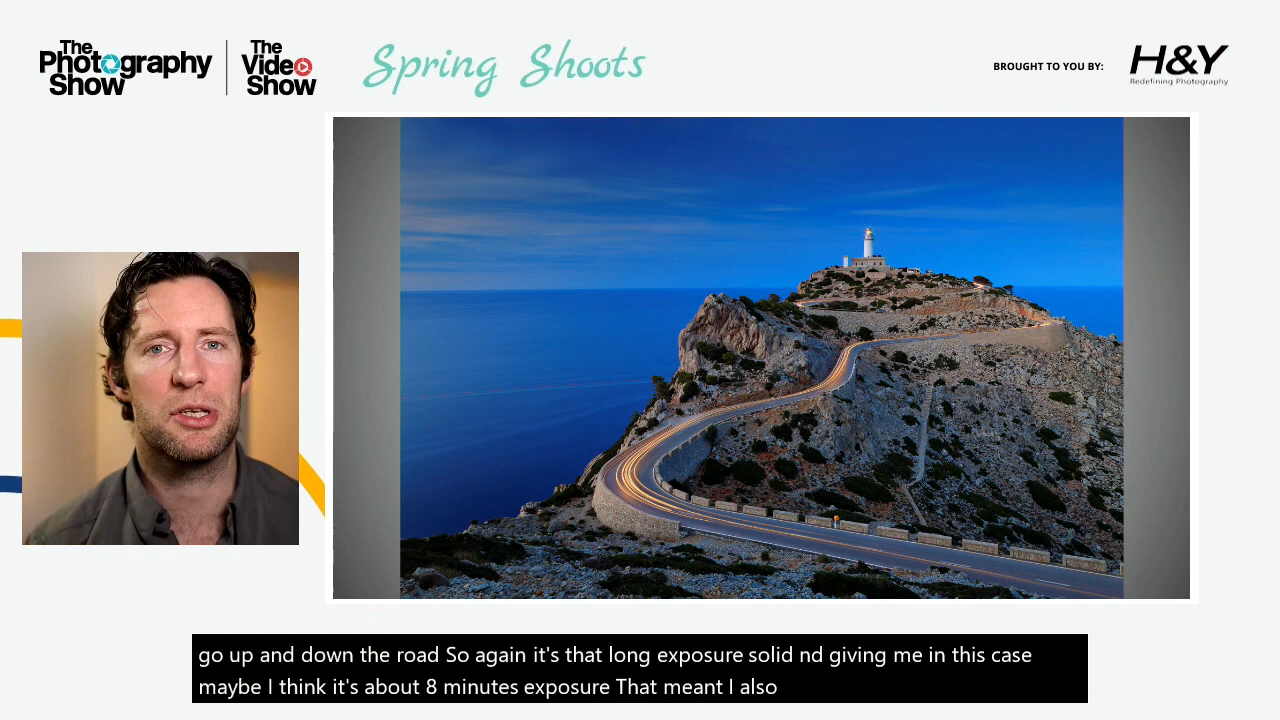 The Photography Show
The Video Show
Spring Shoots
BROUGHT TO YOU BY:
H&Y
Redefining Photography
go up and down the road So again it's that long exposure solid nd giving me in this case
maybe I think it's about 8 minutes exposure That meant I also